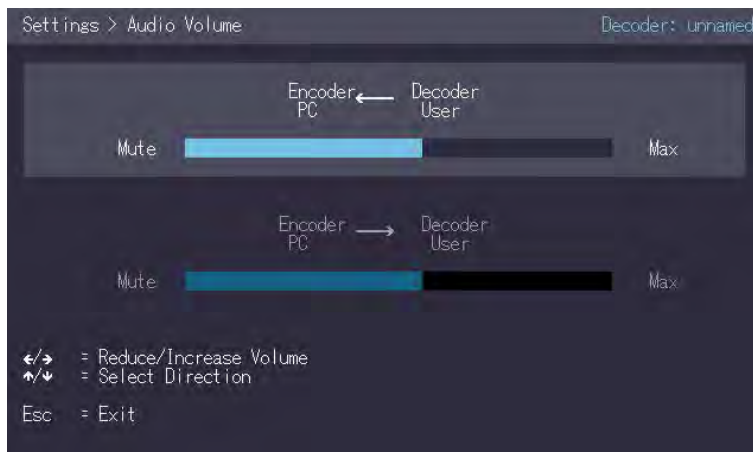 Settings > Audio Volume
Decoder: unnamed
Encoder ← Decoder
PC User
Mute Max
Encoder → Decoder
PC User
Mute Max
←/→ = Reduce/Increase Volume
↑/↓ = Select Direction
Esc = Exit